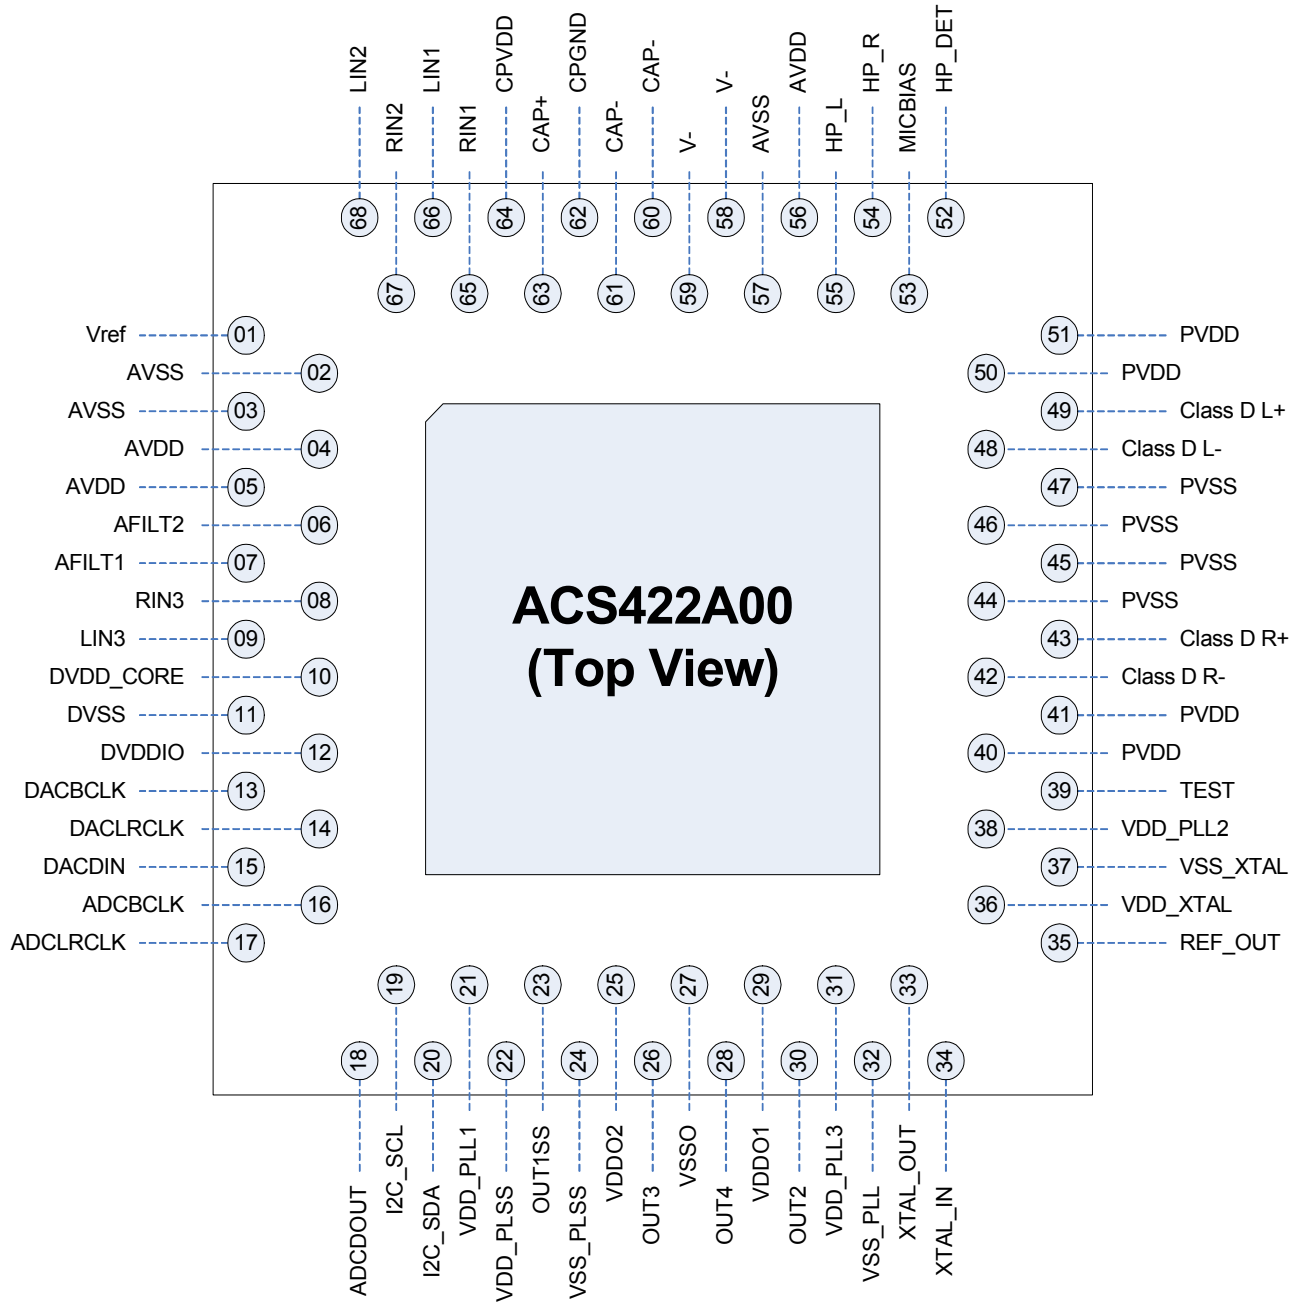 LIN2
RIN2
LIN1
RIN1
CPVDD
CAP+
CPGND
CAP-
CAP-
V-
V-
AVSS
AVDD
HP_L
HP_R
MICBIAS
HP_DET
68
67
66
65
64
63
62
61
60
59
58
57
56
55
54
53
52
Vref 01
AVSS 02
AVSS 03
AVDD 04
AVDD 05
AFILT2 06
AFILT1 07
RIN3 08
LIN3 09
DVDD_CORE 10
DVSS 11
DVDDIO 12
DACBCLK 13
DACLRCLK 14
DACDIN 15
ADCBCLK 16
ADCLRCLK 17
ACS422A00
(Top View)
51 PVDD
50 PVDD
49 Class D L+
48 Class D L-
47 PVSS
46 PVSS
45 PVSS
44 PVSS
43 Class D R+
42 Class D R-
41 PVDD
40 PVDD
39 TEST
38 VDD_PLL2
37 VSS_XTAL
36 VDD_XTAL
35 REF_OUT
18
19
20
21
22
23
24
25
26
27
28
29
30
31
32
33
34
ADCDOUT
I2C_SCL
I2C_SDA
VDD_PLL1
VDD_PLSS
OUT1SS
VSS_PLSS
VDDO2
OUT3
VSSO
OUT4
VDDO1
OUT2
VDD_PLL3
VSS_PLL
XTAL_OUT
XTAL_IN